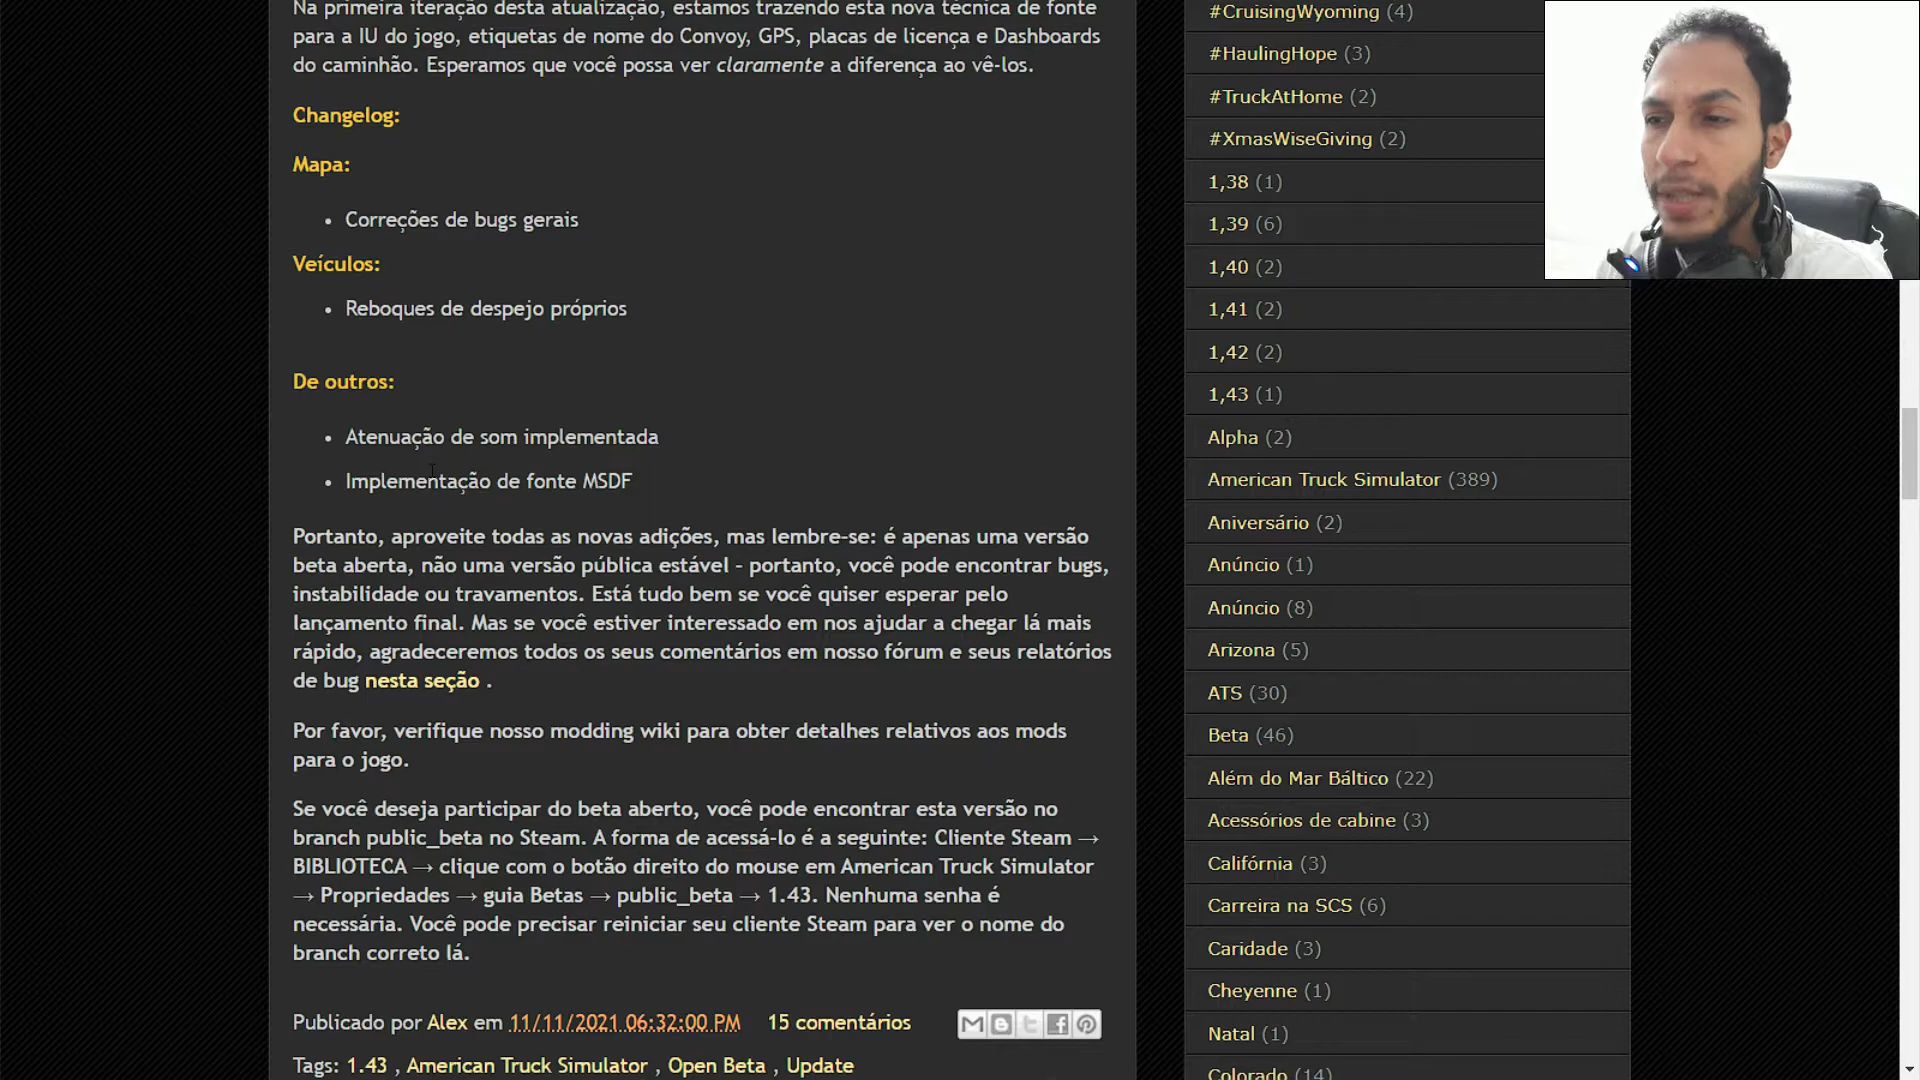 Na primeira iteração desta atualização, estamos trazendo esta nova técnica de fonte
para a IU do jogo, etiquetas de nome do Convoy, GPS, placas de licença e Dashboards
do caminhão. Esperamos que você possa ver claramente a diferença ao vê-los.
Changelog:
Mapa:
• Correções de bugs gerais
Veículos:
• Reboques de despejo próprios
De outros:
• Atenuação de som implementada
• Implementação de fonte MSDF
Portanto, aproveite todas as novas adições, mas lembre-se: é apenas uma versão
beta aberta, não uma versão pública estável - portanto, você pode encontrar bugs,
instabilidade ou travamentos. Está tudo bem se você quiser esperar pelo
lançamento final. Mas se você estiver interessado em nos ajudar a chegar lá mais
rápido, agradeceremos todos os seus comentários em nosso fórum e seus relatórios
de bug nesta seção .
Por favor, verifique nosso modding wiki para obter detalhes relativos aos mods
para o jogo.
Se você deseja participar do beta aberto, você pode encontrar esta versão no
branch public_beta no Steam. A forma de acessá-lo é a seguinte: Cliente Steam →
BIBLIOTECA → clique com o botão direito do mouse em American Truck Simulator
→ Propriedades → guia Betas → public_beta → 1.43. Nenhuma senha é
necessária. Você pode precisar reiniciar seu cliente Steam para ver o nome do
branch correto lá.
Publicado por Alex em 11/11/2021 06:32:00 PM 15 comentários
Tags: 1.43 , American Truck Simulator , Open Beta , Update
#CruisingWyoming (4)
#HaulingHope (3)
#TruckAtHome (2)
#XmasWiseGiving (2)
1,38 (1)
1,39 (6)
1,40 (2)
1,41 (2)
1,42 (2)
1,43 (1)
Alpha (2)
American Truck Simulator (389)
Aniversário (2)
Anúncio (1)
Anúncio (8)
Arizona (5)
ATS (30)
Beta (46)
Além do Mar Báltico (22)
Acessórios de cabine (3)
Califórnia (3)
Carreira na SCS (6)
Caridade (3)
Cheyenne (1)
Natal (1)
Colorado (14)